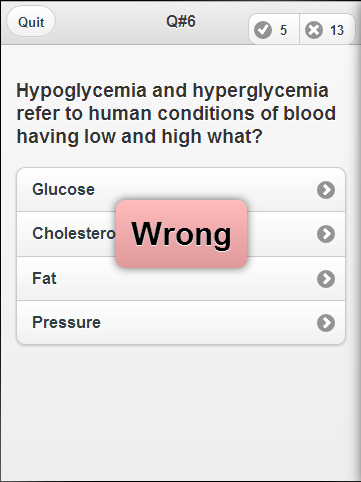 Quit
Q#6
5
13
Hypoglycemia and hyperglycemia
refer to human conditions of blood
having low and high what?
Glucose
Cholestero
Wrong
Fat
Pressure